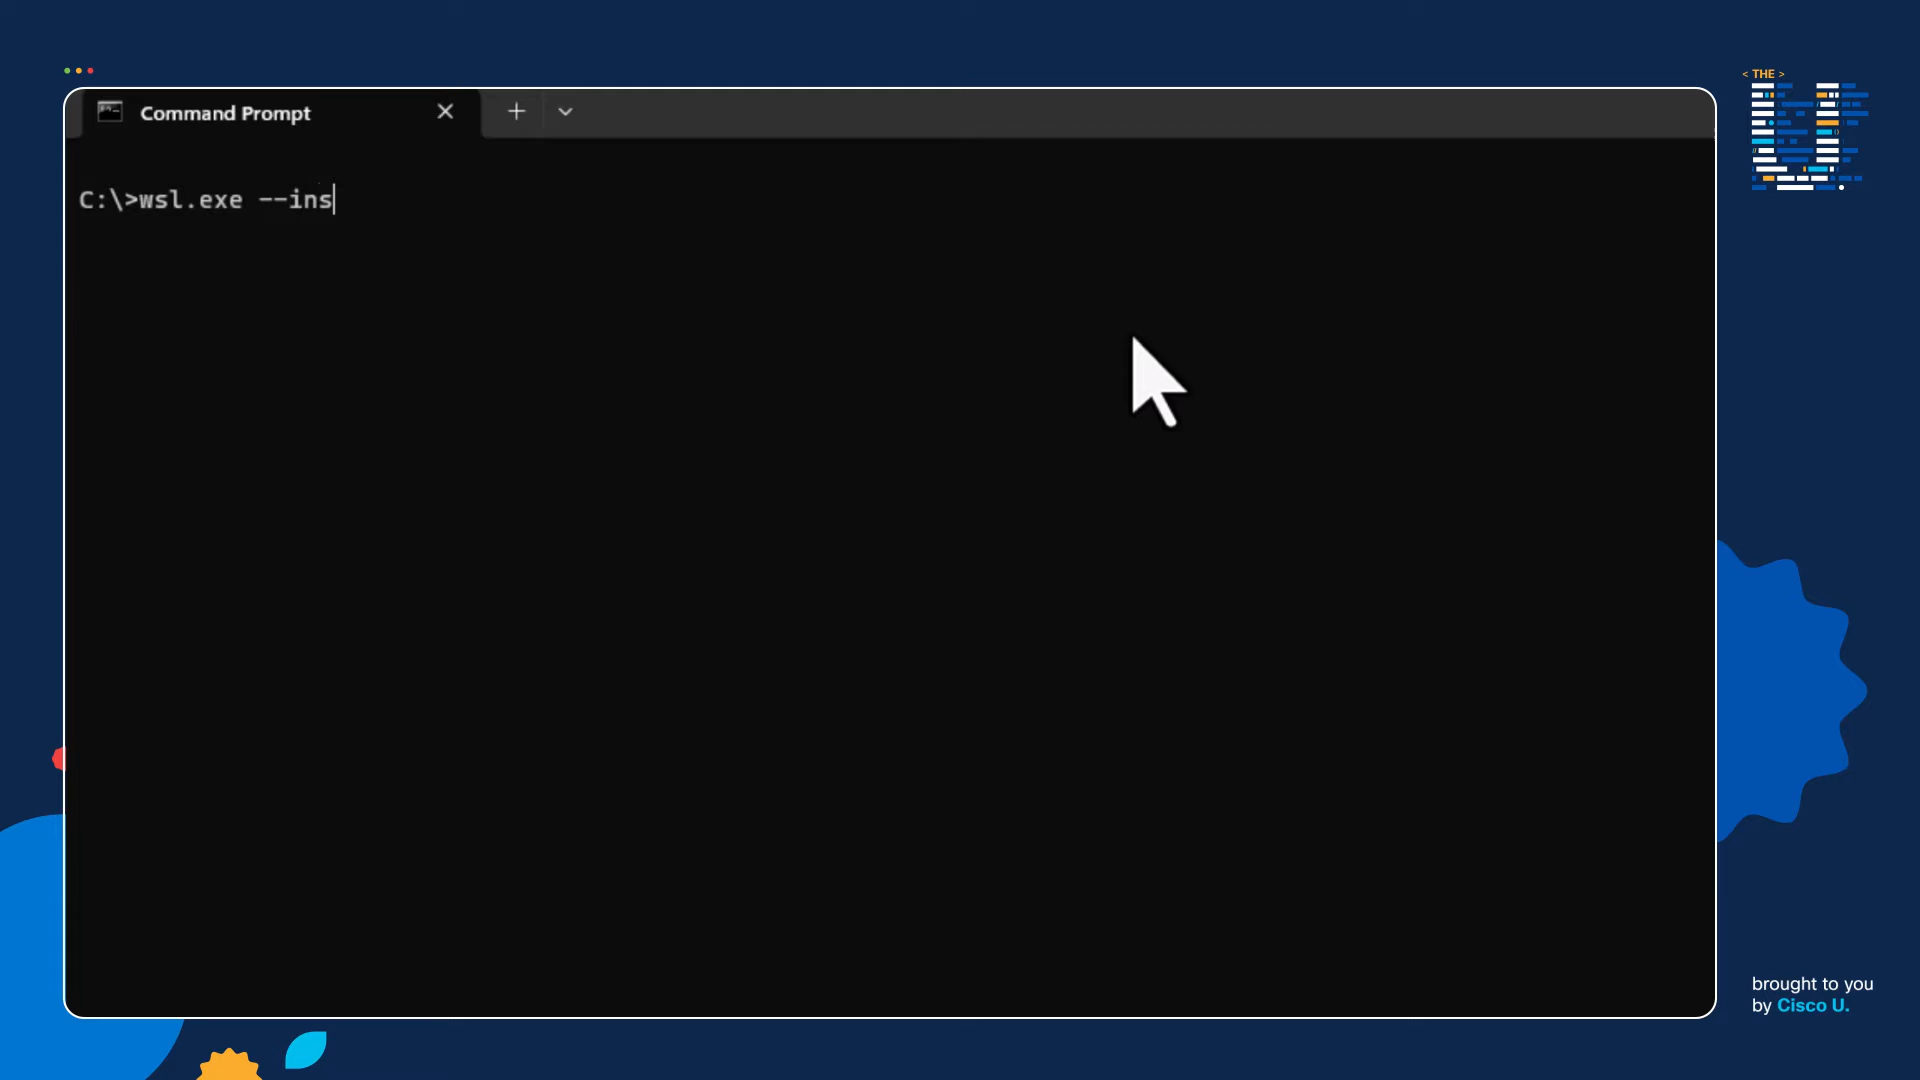 < THE >
Command Prompt
C:\>wsl.exe --ins
brought to you
by Cisco U.